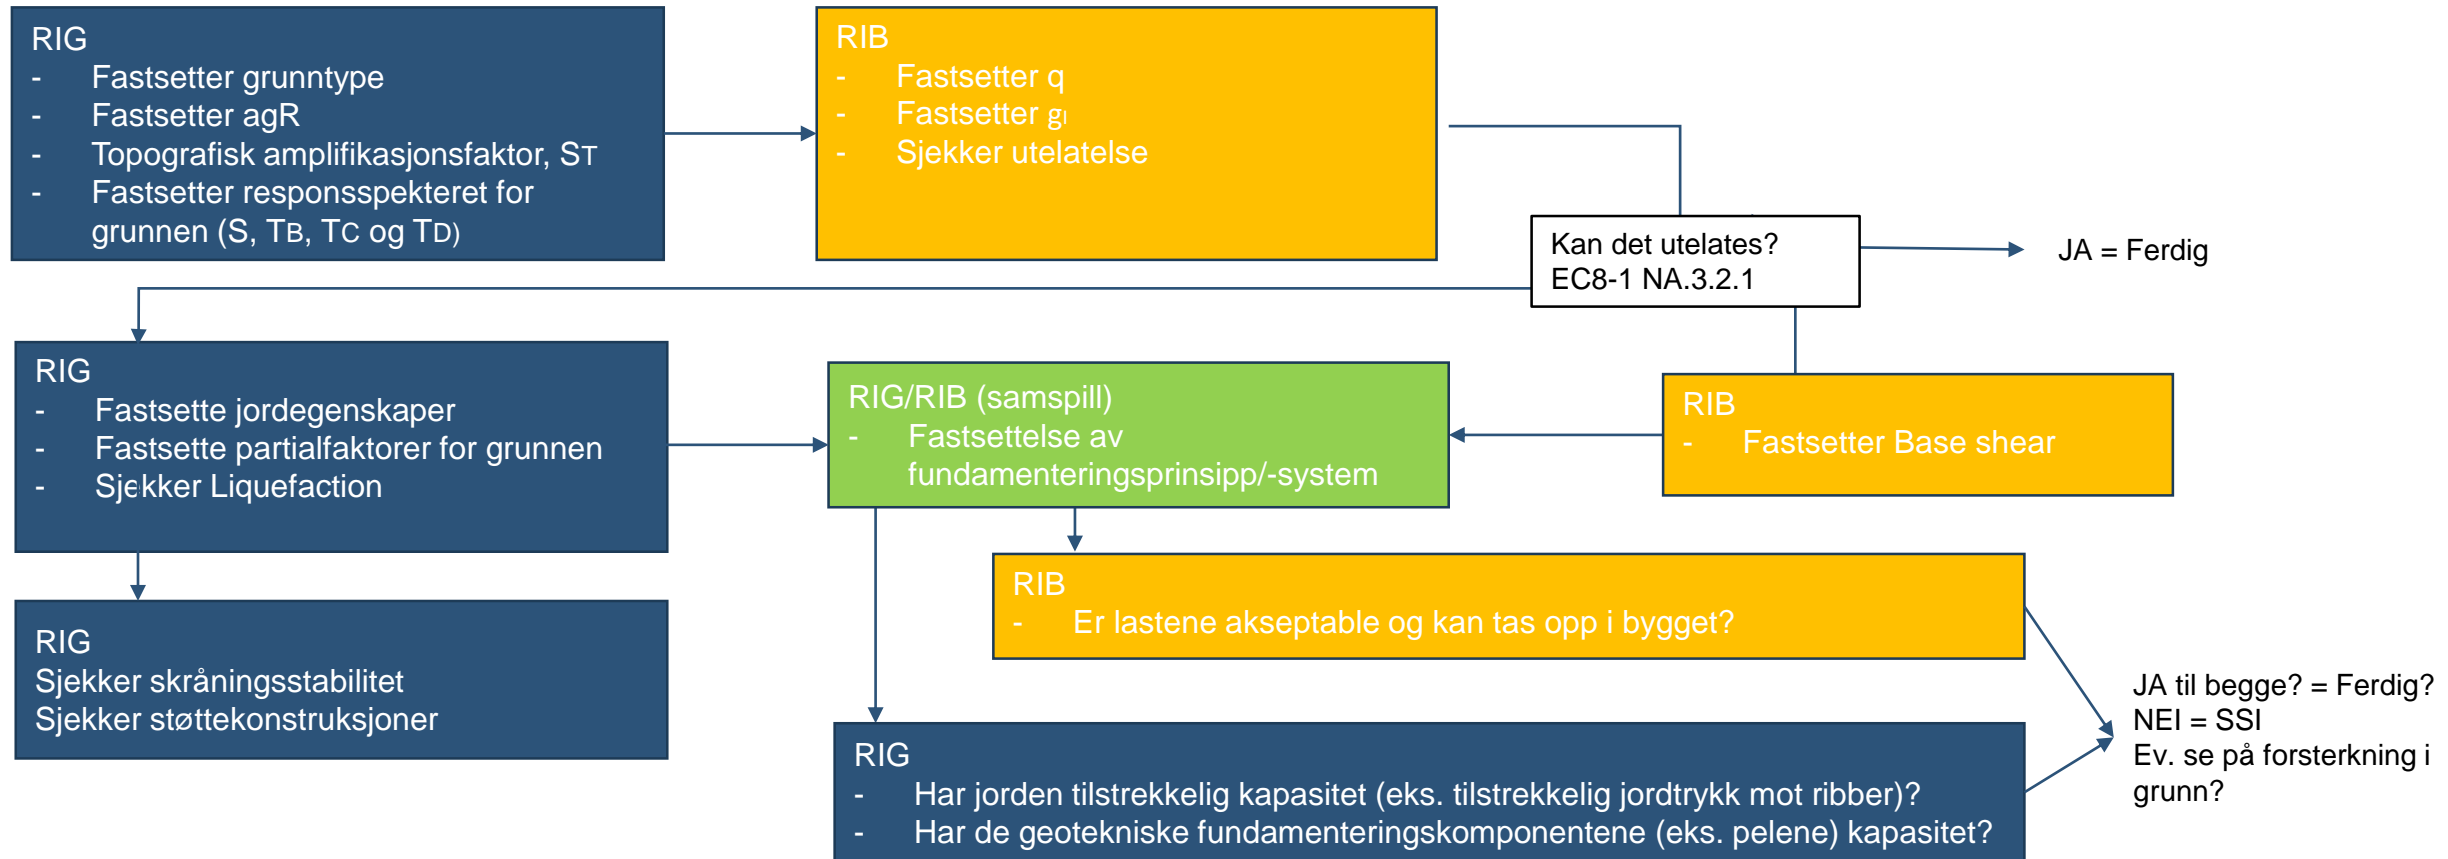 RIG
- Fastsetter grunntype
- Fastsetter agR
- Topografisk amplifikasjonsfaktor, ST
- Fastsetter responsspekteret for
grunnen (S, TB, TC og TD)
RIB
- Fastsetter q
- Fastsetter
- Sjekker utelatelse
Kan det utelates?
EC8-1 NA.3.2.1
JA = Ferdig
RIG
- Fastsette jordegenskaper
- Fastsette partialfaktorer for grunnen
- Sjekker Liquefaction
RIG/RIB (samspill)
- Fastsettelse av
fundamenteringsprinsipp/-system
RIB
- Fastsetter Base shear
RIB
- Er lastene akseptable og kan tas opp i bygget?
RIG
Sjekker skråningsstabilitet
Sjekker støttekonstruksjoner
RIG
- Har jorden tilstrekkelig kapasitet (eks. tilstrekkelig jordtrykk mot ribber)?
- Har de geotekniske fundamenteringskomponentene (eks. pelene) kapasitet?
JA til begge? = Ferdig?
NEI = SSI
Ev. se på forsterkning i
grunn?